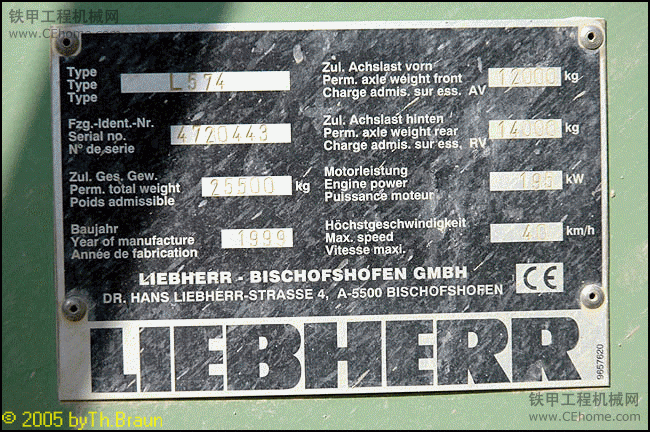 铁甲工程机械网
www.CEhome.com
Type
Type
Type
L574
Zul. Achslast vorn
Perm. axle weight front
Charge admis. sur ess. AV
12000 kg
Fzg.-Ident.-Nr.
Serial no.
N° de série
4720443
Zul. Achslast hinten
Perm. axle weight rear
Charge admis. sur ess. RV
14000 kg
Zul. Ges. Gew.
Perm. total weight
Poids admissible
25500 kg
Motorleistung
Engine power
Puissance moteur
195 kW
Baujahr
Year of manufacture
Année de fabrication
1999
Höchstgeschwindigkeit
Max. speed
Vitesse maxi.
km/h
LIEBHERR - BISCHOFSHOFEN GMBH
DR. HANS LIEBHERR-STRASSE 4, A-5500 BISCHOFSHOFEN
CE
LIEBHERR
9657620
© 2005 byTh.Braun
铁甲工程机械网
www.CEhome.com